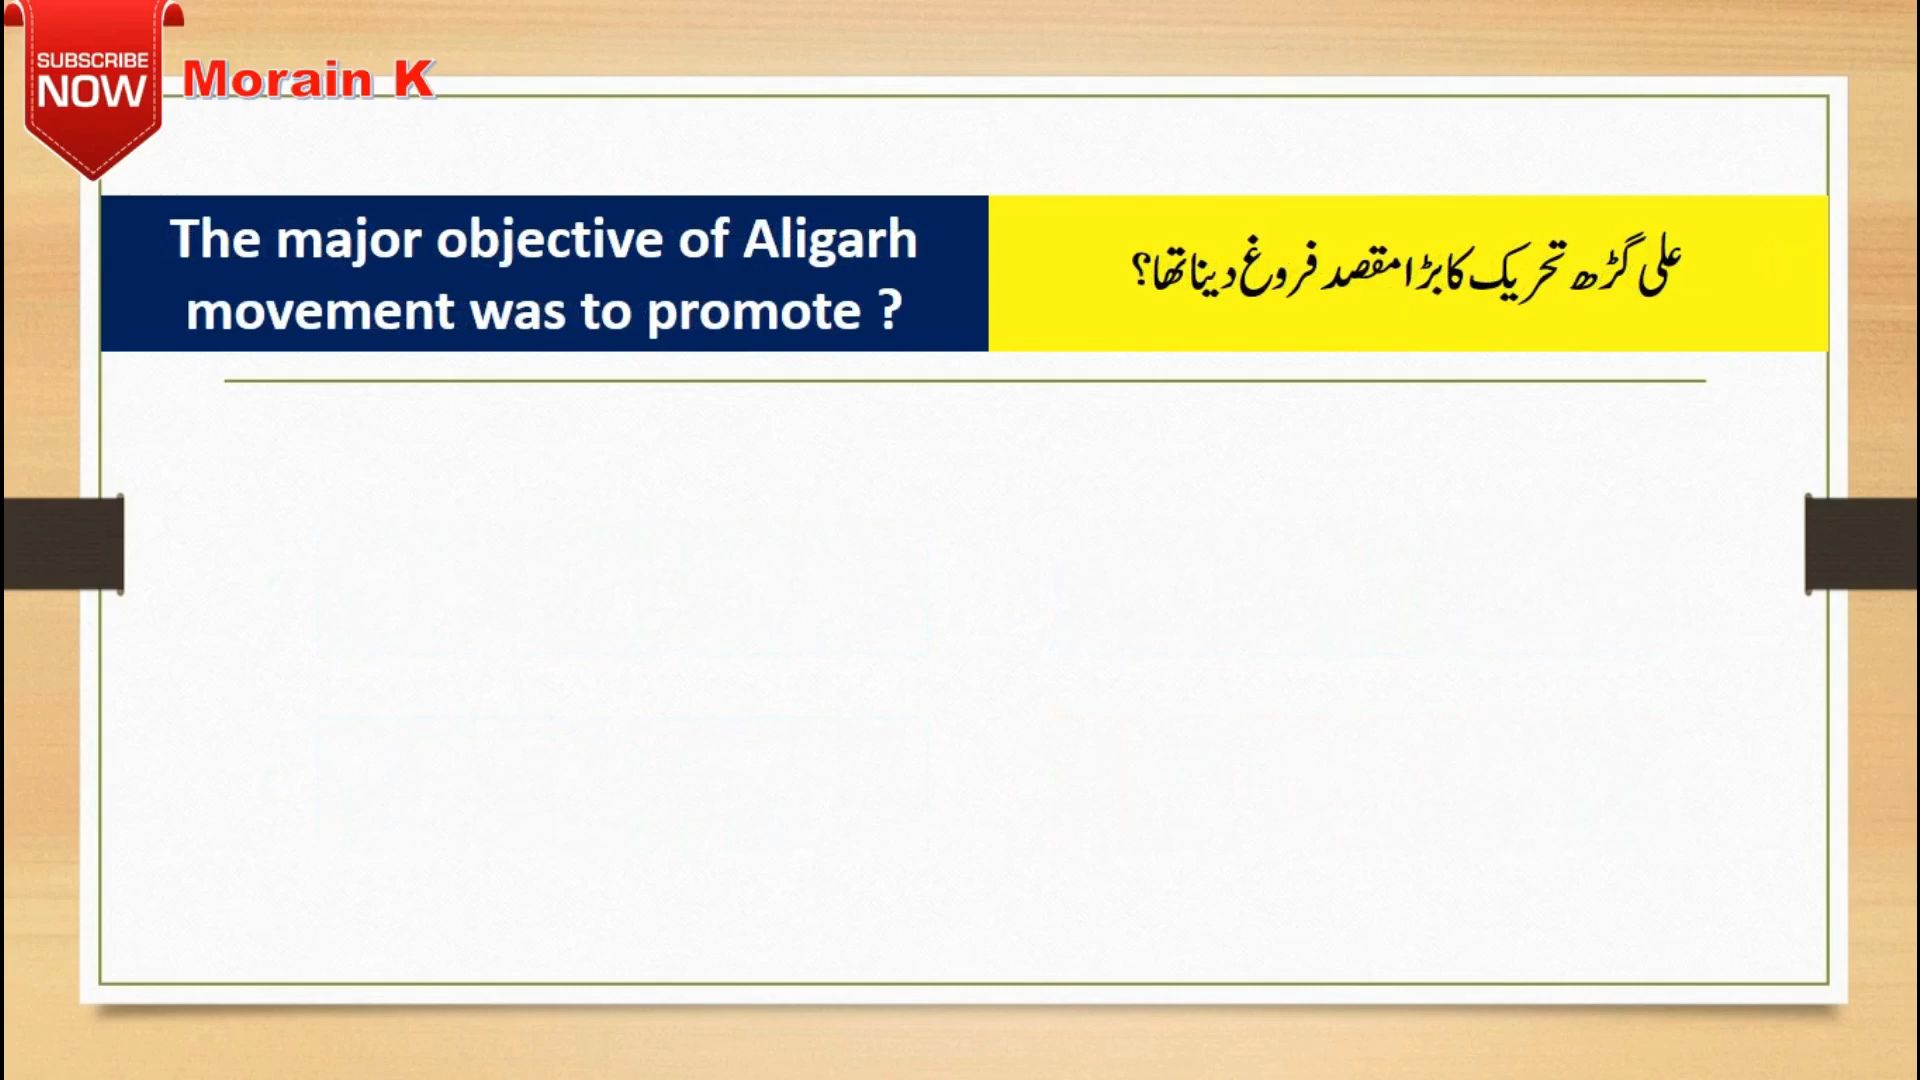 SUBSCRIBE
NOW
Morain K
The major objective of Aligarh
movement was to promote ?
علی گڑھ تحریک کا بڑا مقصد فروغ دینا تھا؟